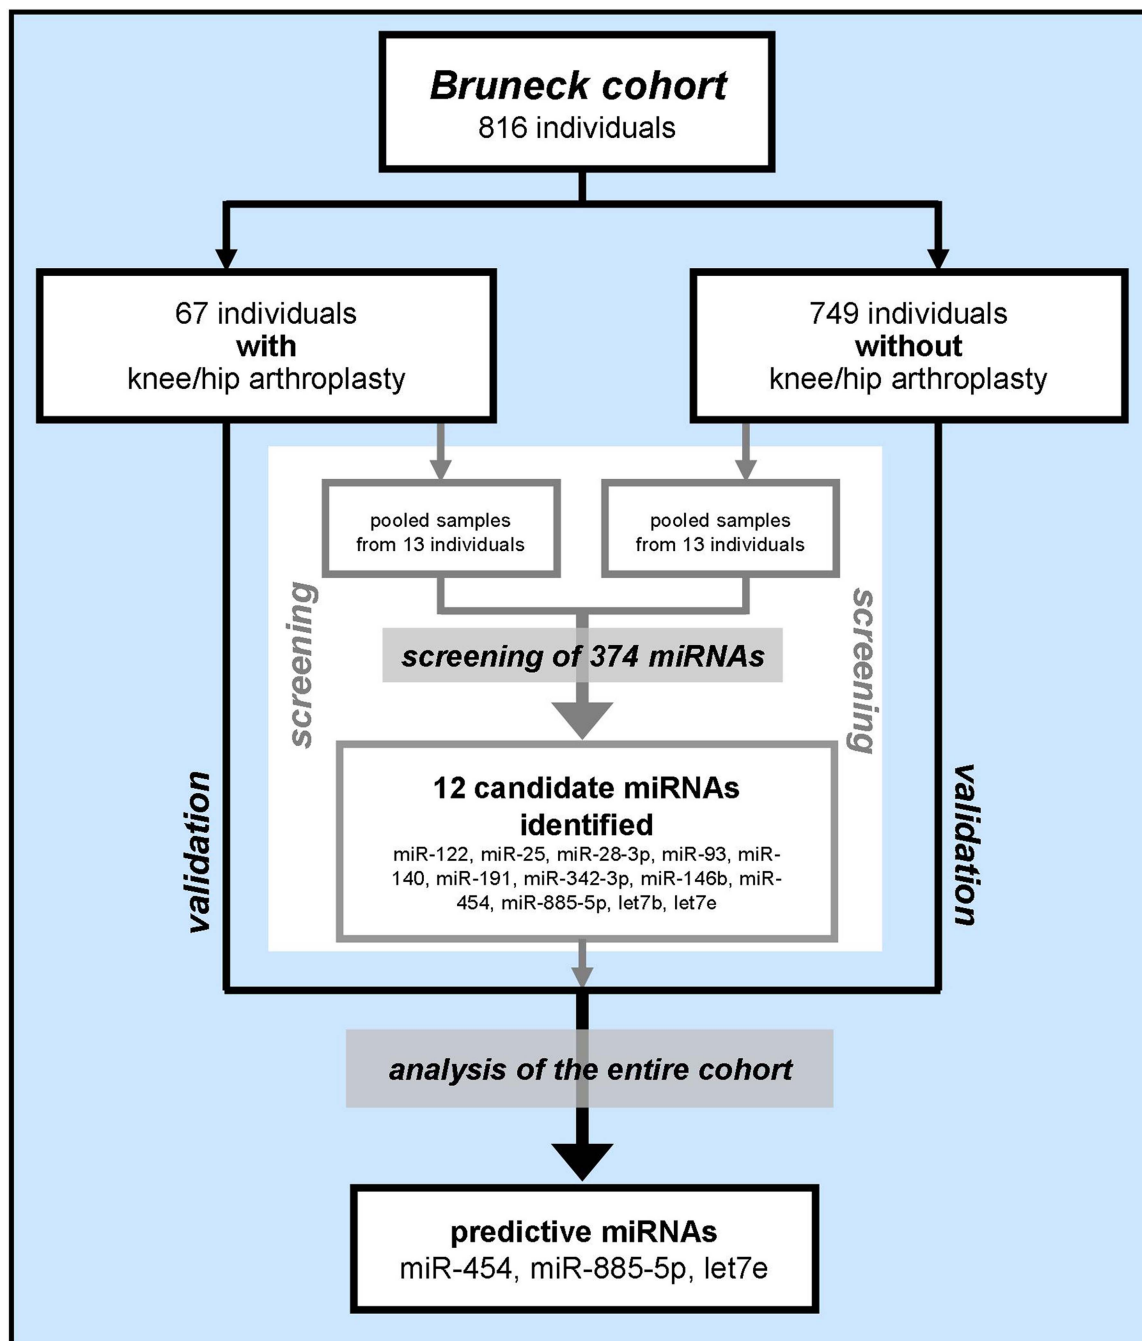 Bruneck cohort
816 individuals
67 individuals
with
knee/hip arthroplasty
749 individuals
without
knee/hip arthroplasty
pooled samples
from 13 individuals
pooled samples
from 13 individuals
screening
screening
screening of 374 miRNAs
12 candidate miRNAs
identified
miR-122, miR-25, miR-28-3p, miR-93, miR-
140, miR-191, miR-342-3p, miR-146b, miR-
454, miR-885-5p, let7b, let7e
validation
validation
analysis of the entire cohort
predictive miRNAs
miR-454, miR-885-5p, let7e